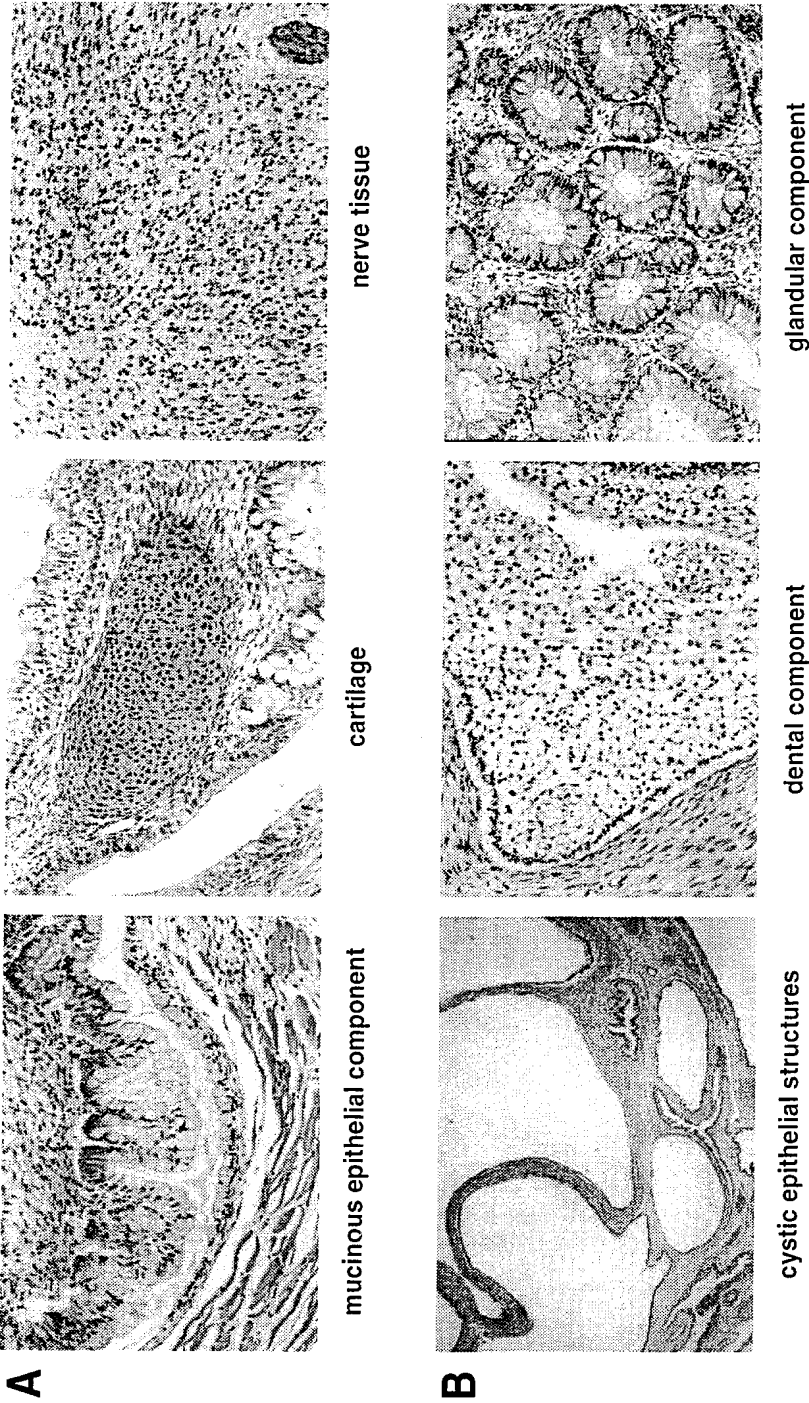 A
mucinous epithelial component
cartilage
nerve tissue
B
cystic epithelial structures
dental component
glandular component